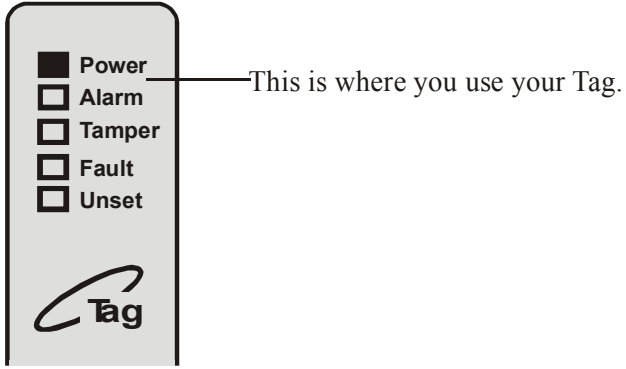 Power
This is where you use your Tag.
Alarm
Tamper
Fault
Unset
Tag